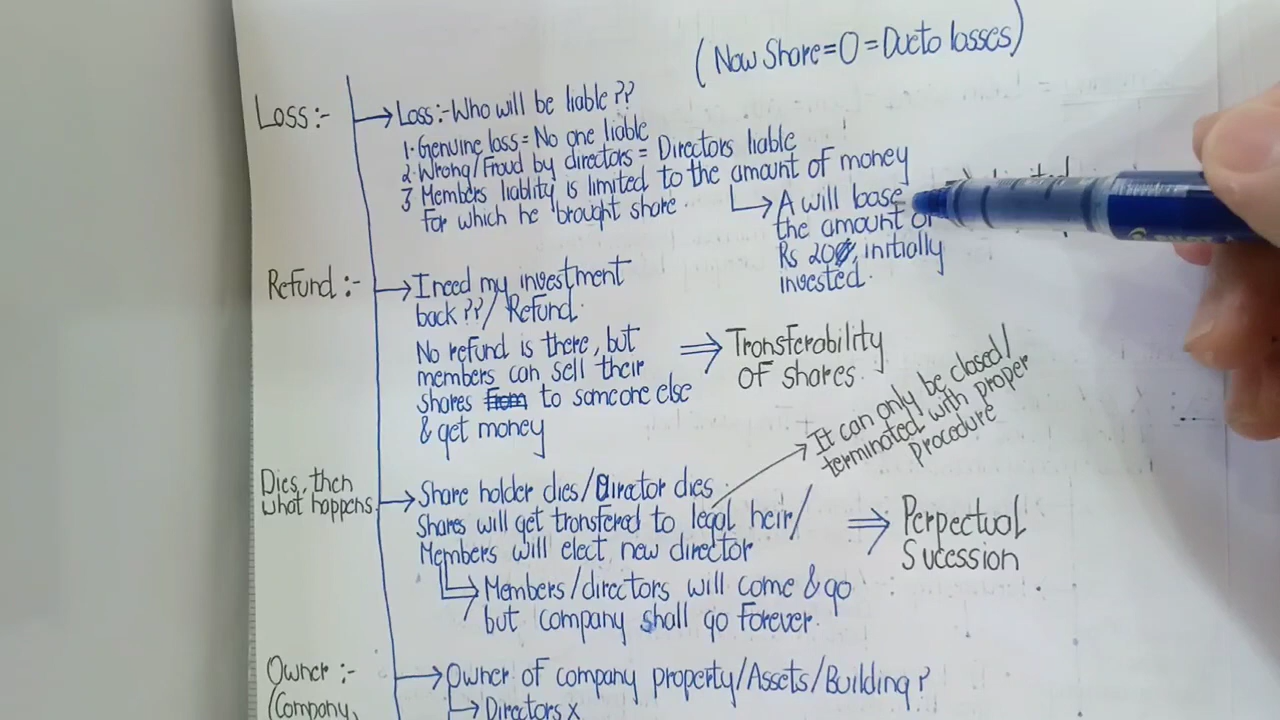 (Now Share=0=Due to losses)
Loss:-
Loss:-Who will be liable??
1. Genuine loss= No one liable
2. Wrong/Fraud by directors= Directors liable
3 Members liablity is limited to the amount of money
for which he brought share.
A will loose
the amount of
Rs 20, initially
invested.
Refund:-
I need my investment
back??/Refund.
No refund is there, but
members can sell their
shares from to someone else
& get money
Transferability
of shares.
It can only be closed/
terminated with proper
procedure
Dies, then
what happens.
Share holder dies/Director dies.
Shares will get transfered to legal heir/
Members will elect new director
Perpectual
Sucession
Members/directors will come & go
but company shall go forever.
Owner:-
(Company,
Owner of company property/Assets/Building?
Directors x